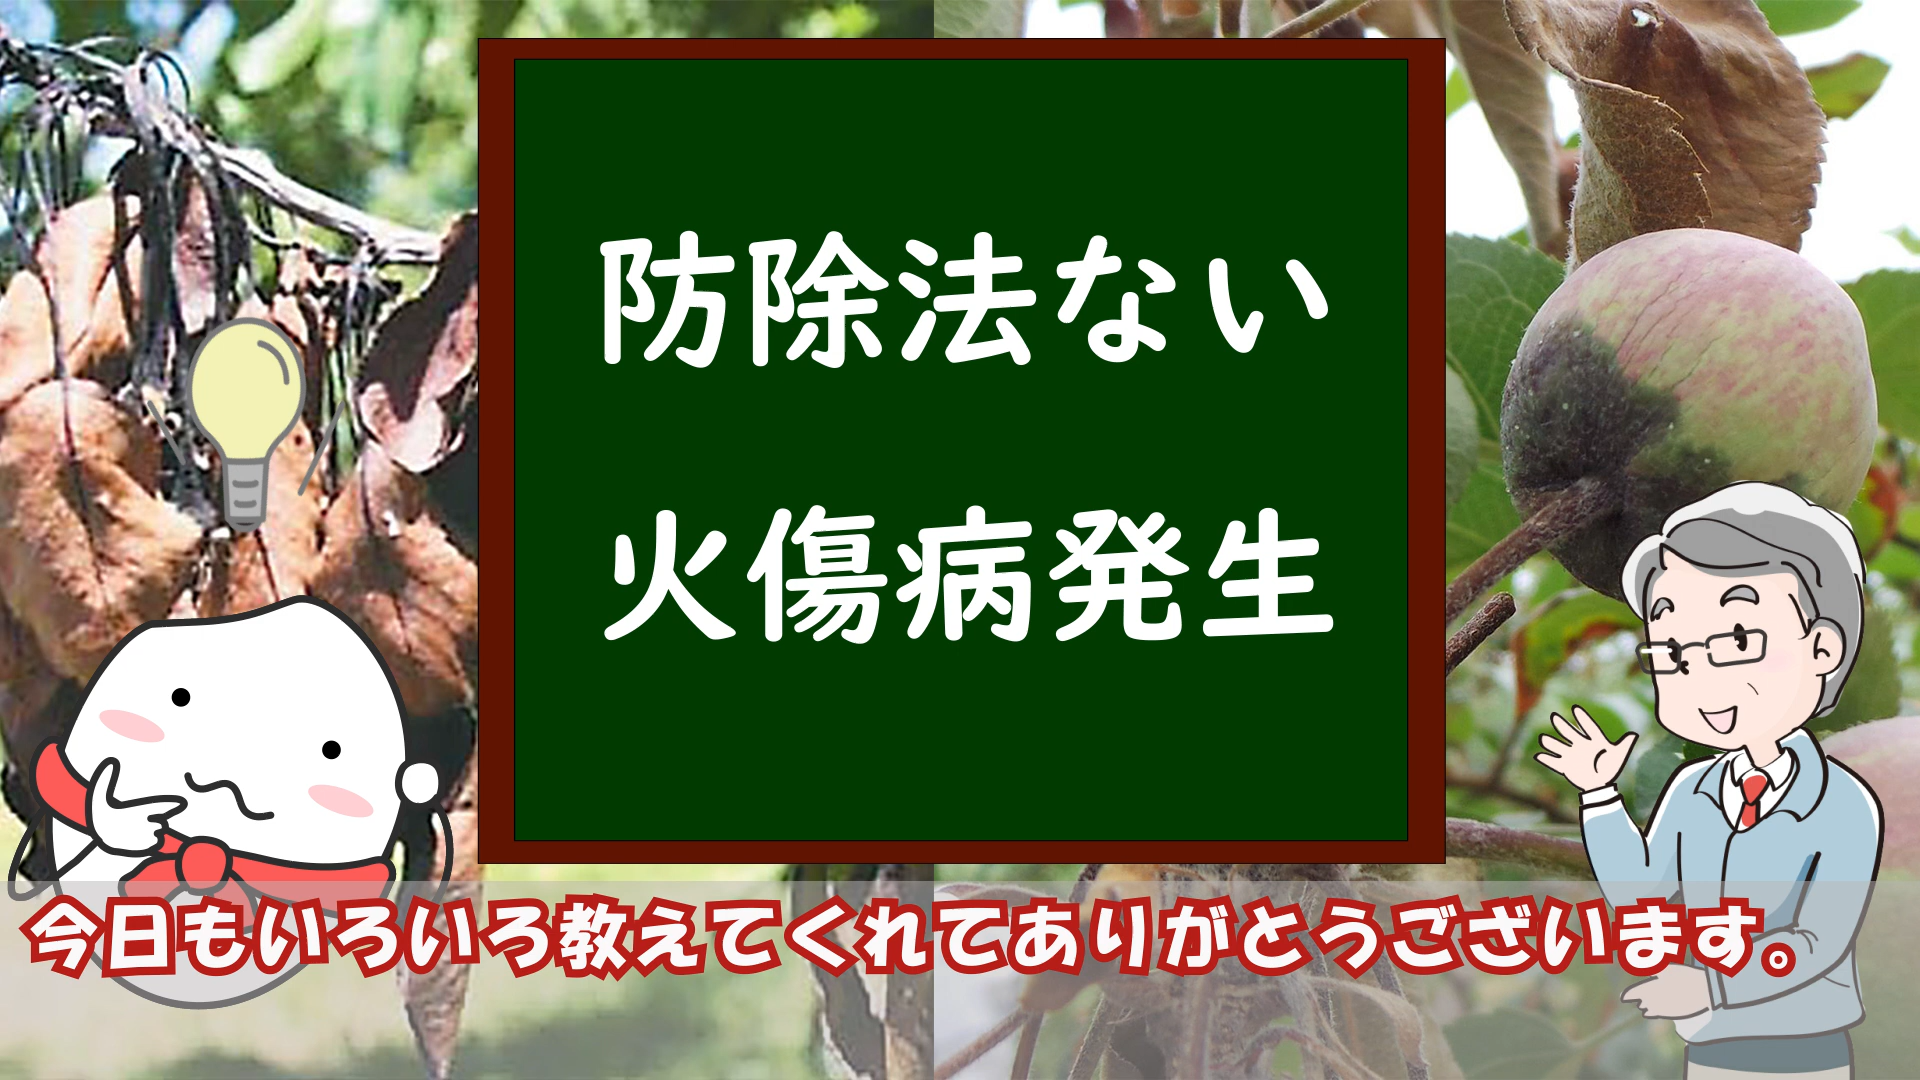 防除法ない
火傷病発生
今日もいろいろ教えてくれてありがとうございます。